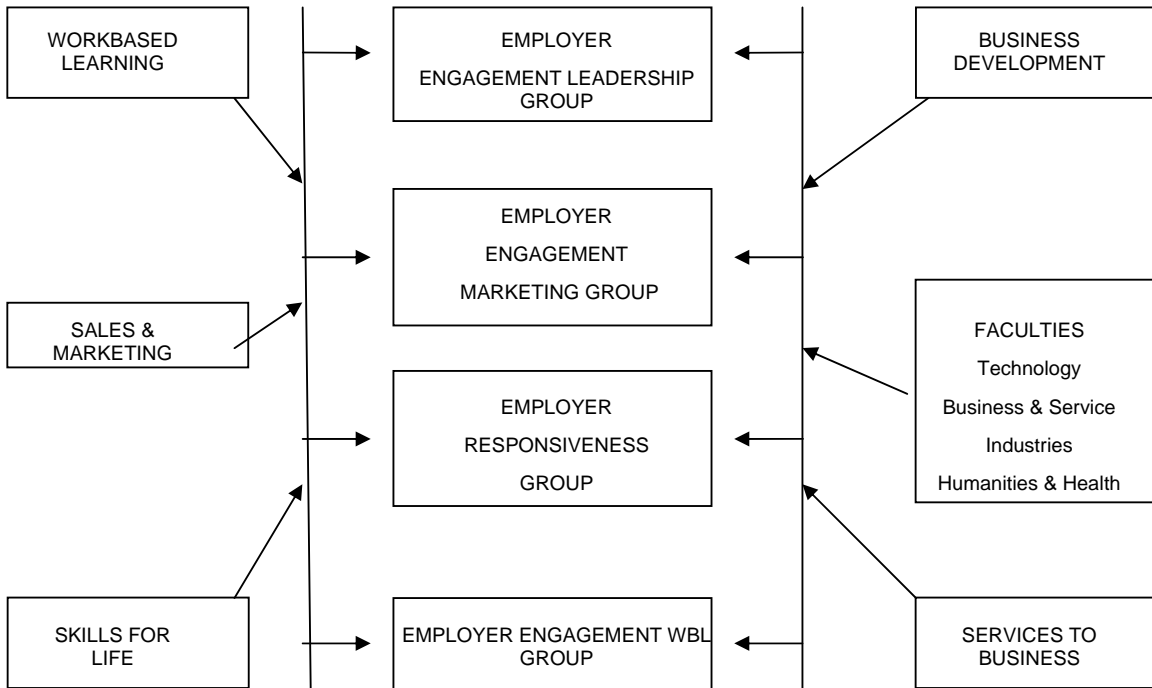 WORKBASED
LEARNING
EMPLOYER
ENGAGEMENT LEADERSHIP
GROUP
BUSINESS
DEVELOPMENT
EMPLOYER
ENGAGEMENT
MARKETING GROUP
SALES &
MARKETING
FACULTIES
Technology
Business & Service
Industries
Humanities & Health
EMPLOYER
RESPONSIVENESS
GROUP
SKILLS FOR
LIFE
EMPLOYER ENGAGEMENT WBL
GROUP
SERVICES TO
BUSINESS